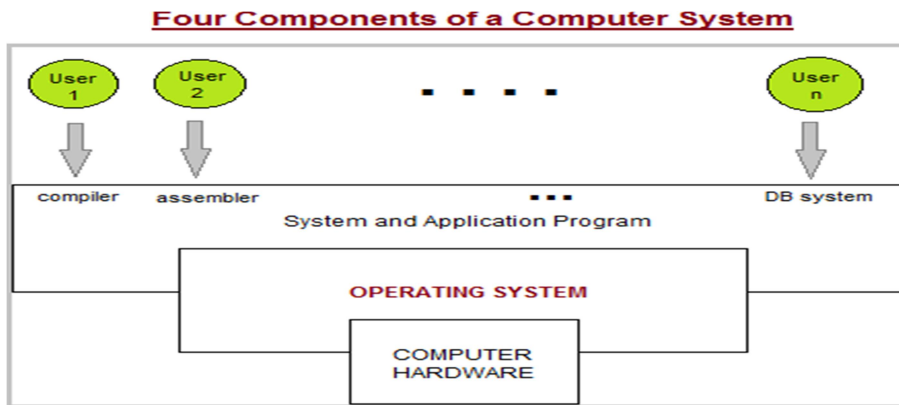 Four Components of a Computer System
User
1
User
2
. . . .
User
n
compiler
assembler
...
DB system
System and Application Program
OPERATING SYSTEM
COMPUTER
HARDWARE